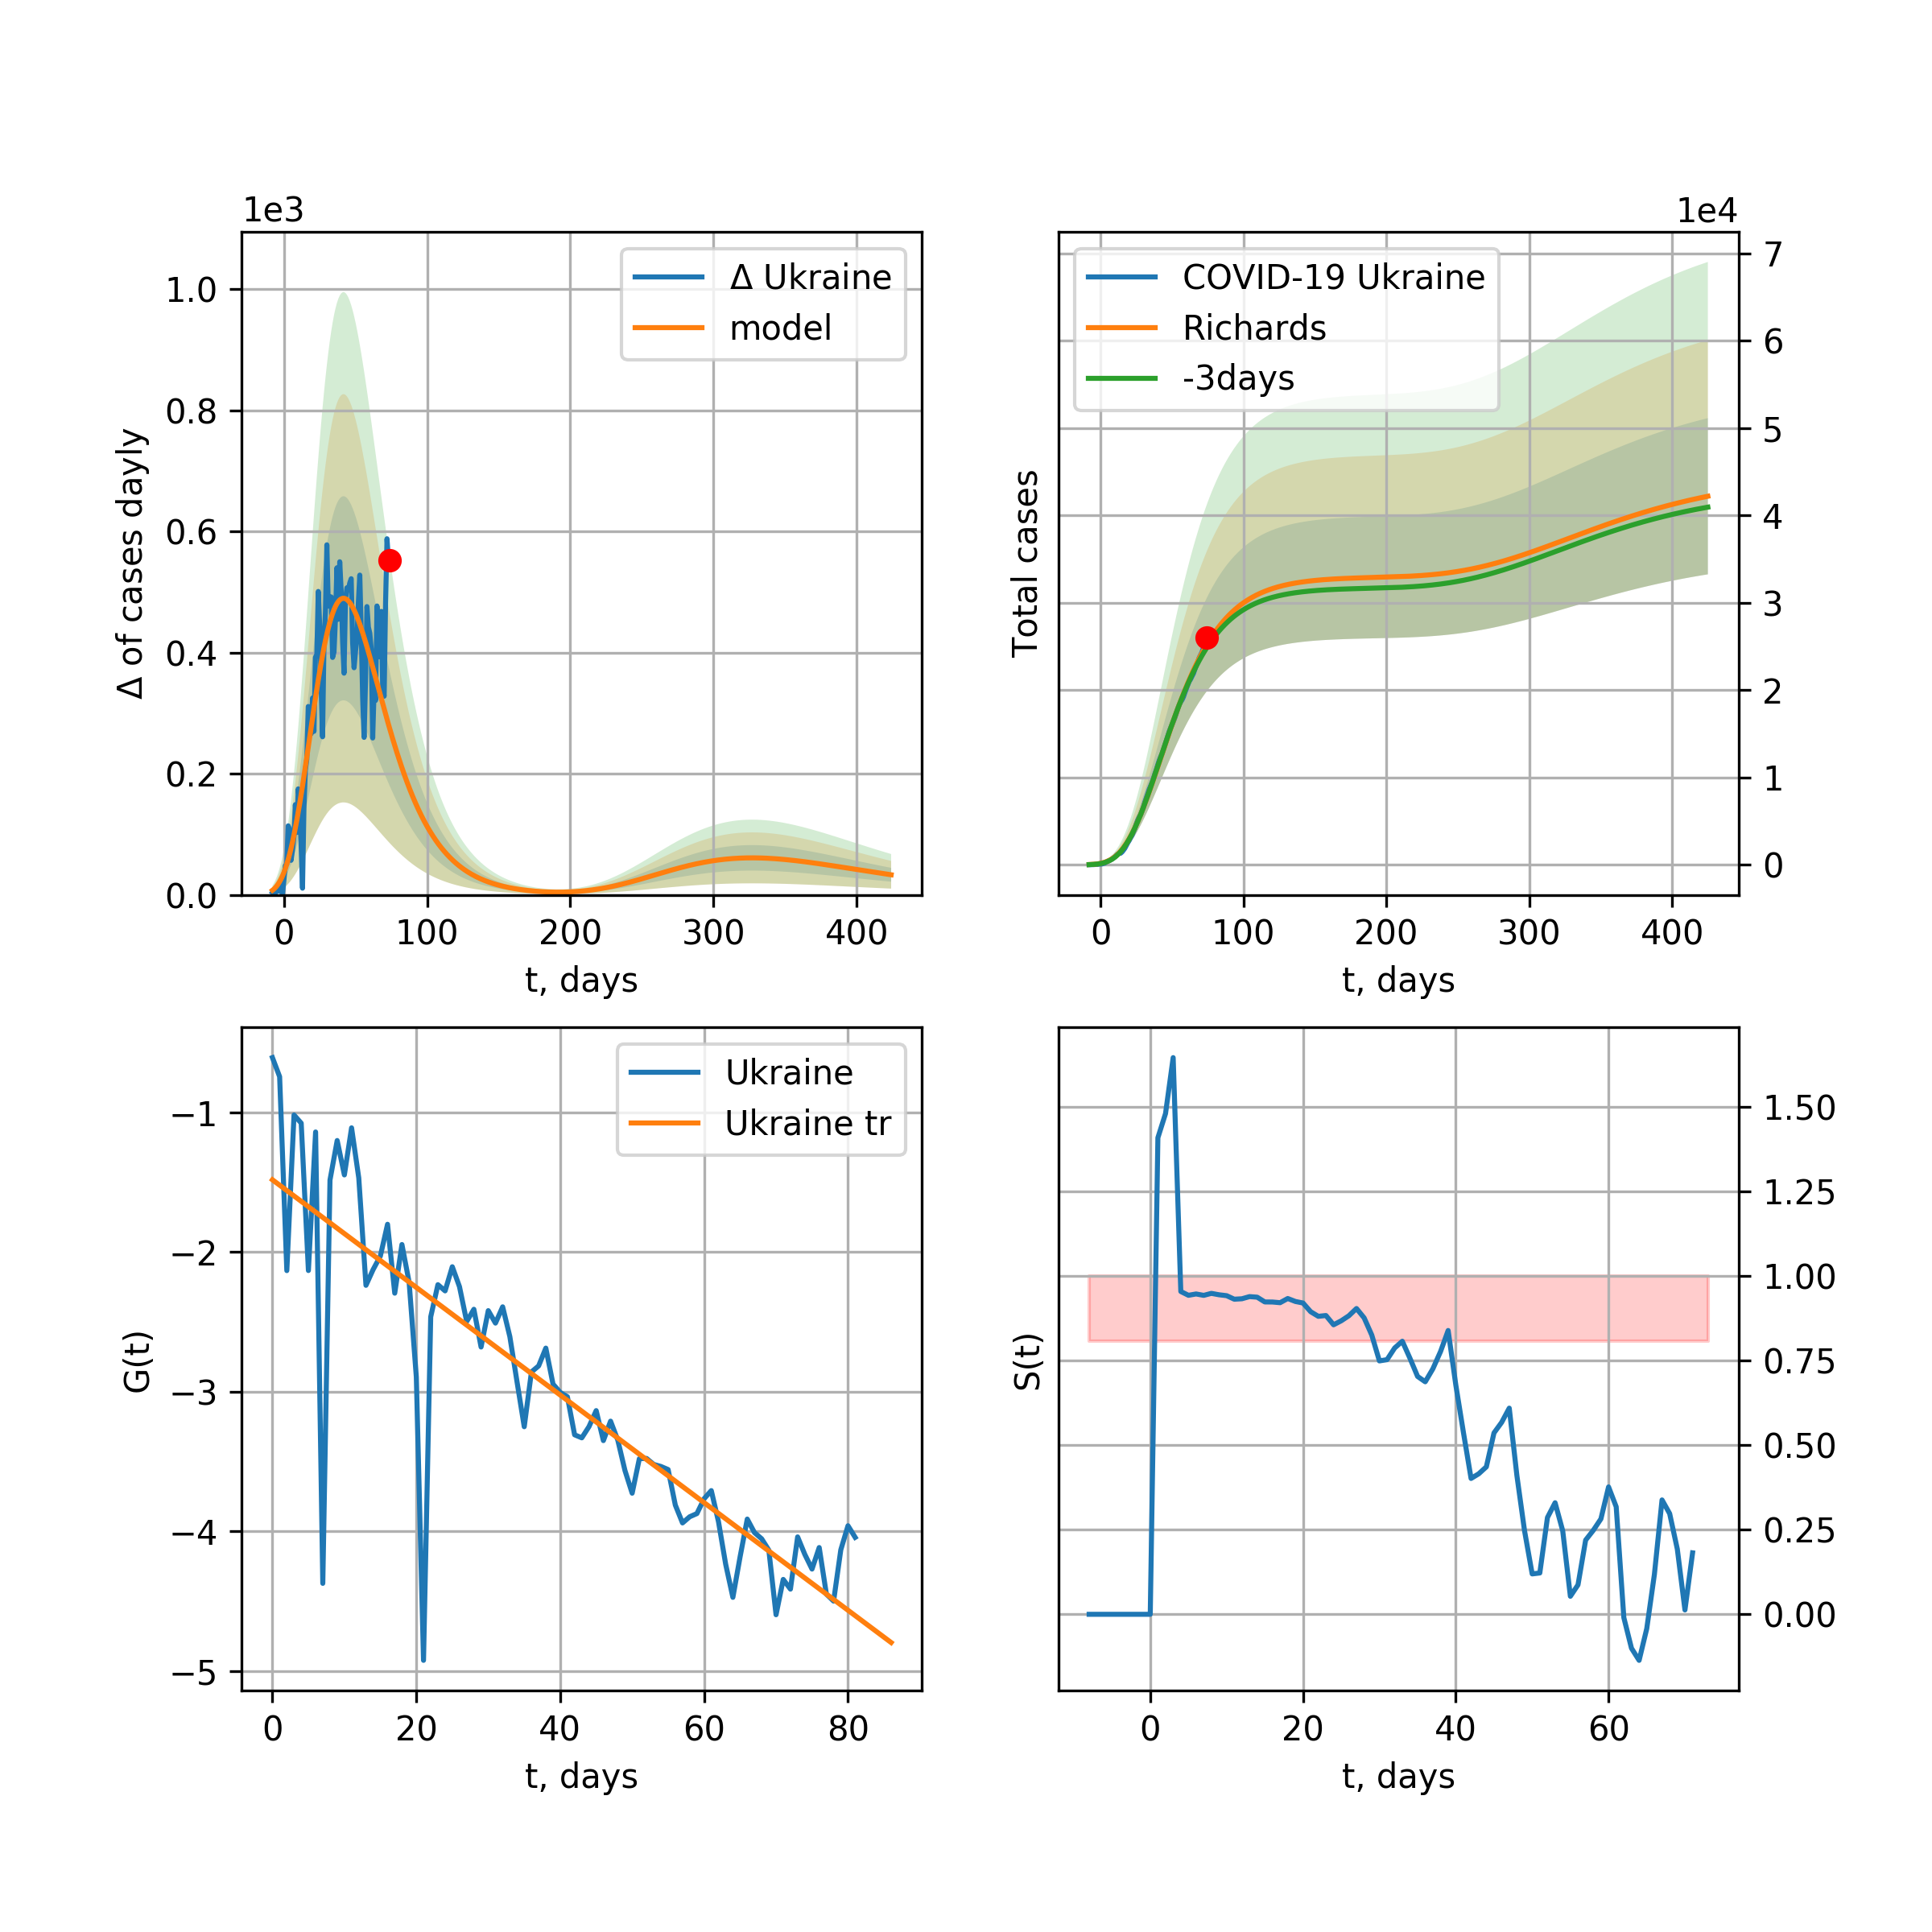 1e3
1.0
0.8
0.6
0.4
0.2
0.0
Δ of cases dayly
0 100 200 300 400
t, days
Δ Ukraine
model
1e4
7
6
5
4
3
2
1
0
Total cases
0 100 200 300 400
t, days
COVID-19 Ukraine
Richards
-3days
−1
−2
−3
−4
−5
G(t)
0 20 40 60 80
t, days
Ukraine
Ukraine tr
1.50
1.25
1.00
0.75
0.50
0.25
0.00
S(t)
0 20 40 60
t, days